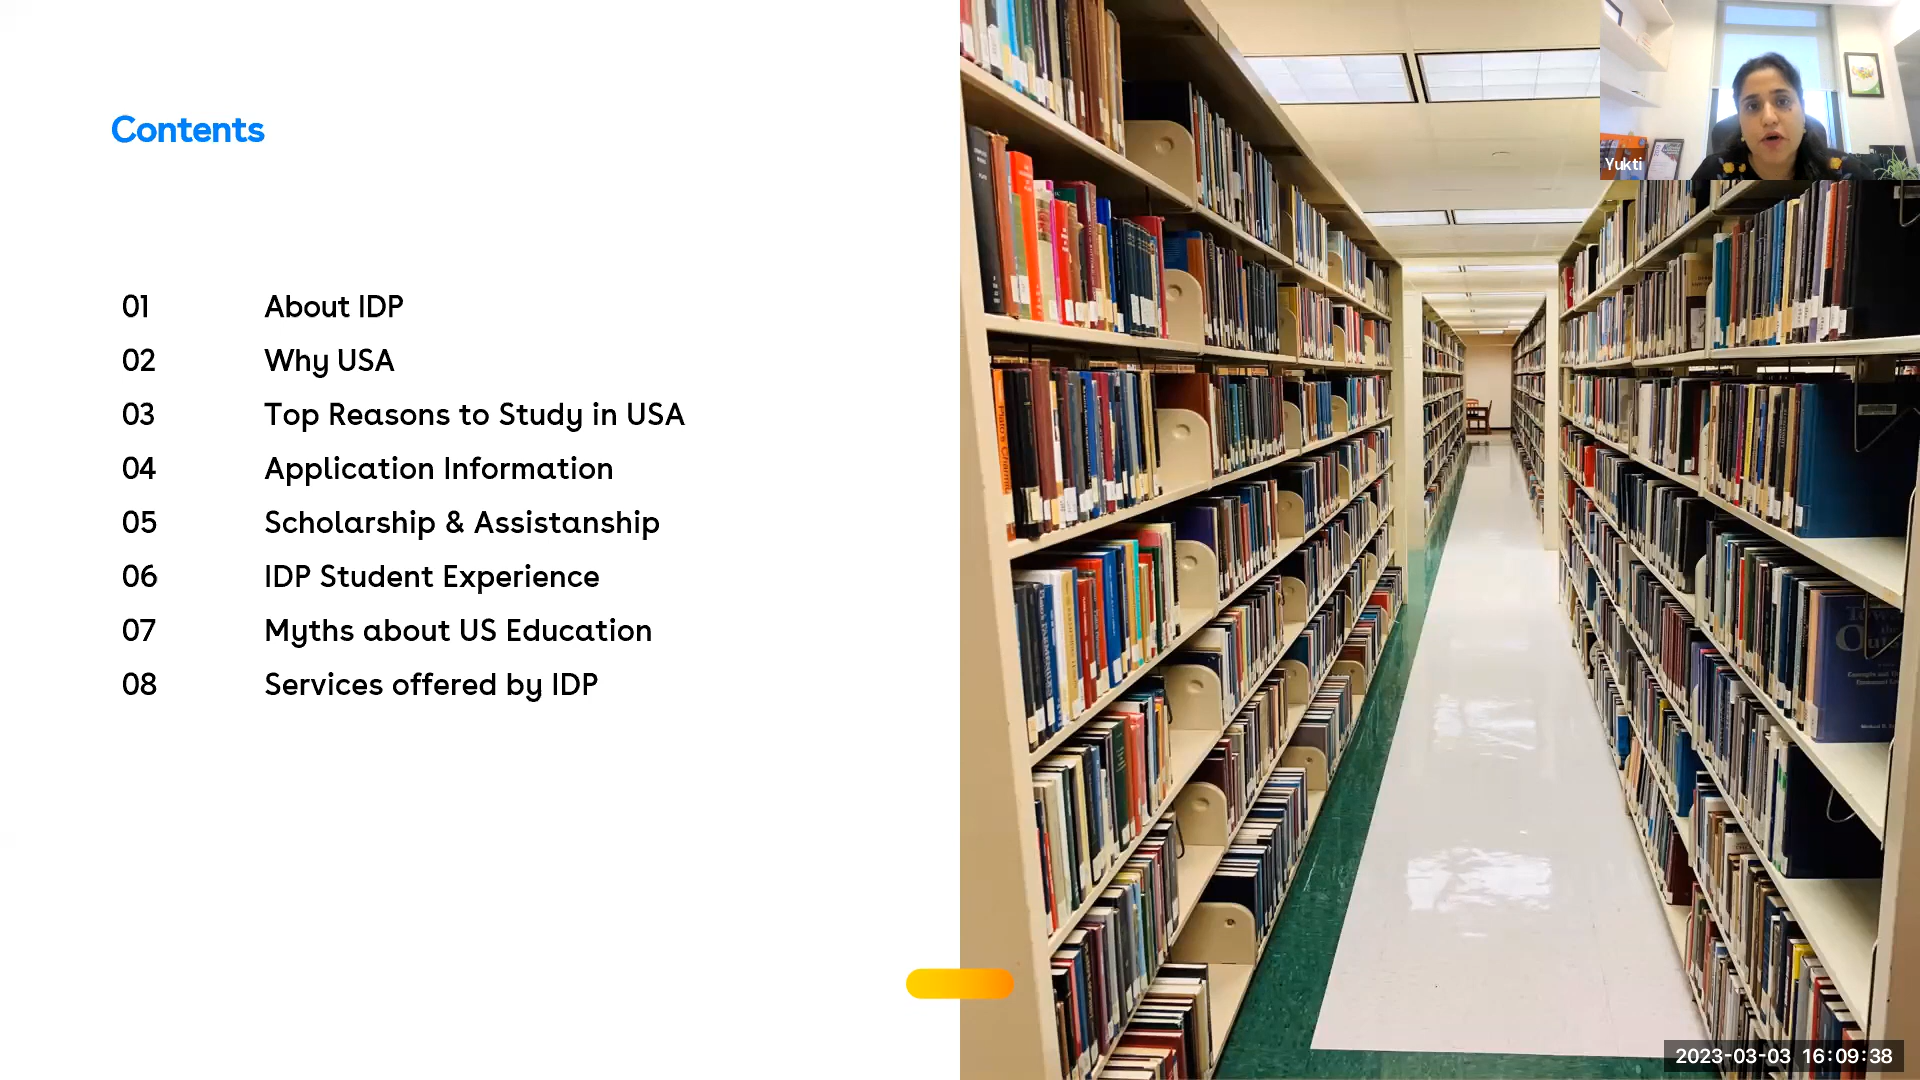 Contents
01 About IDP
02 Why USA
03 Top Reasons to Study in USA
04 Application Information
05 Scholarship & Assistanship
06 IDP Student Experience
07 Myths about US Education
08 Services offered by IDP
Yukti
2023-03-03 16:09:38